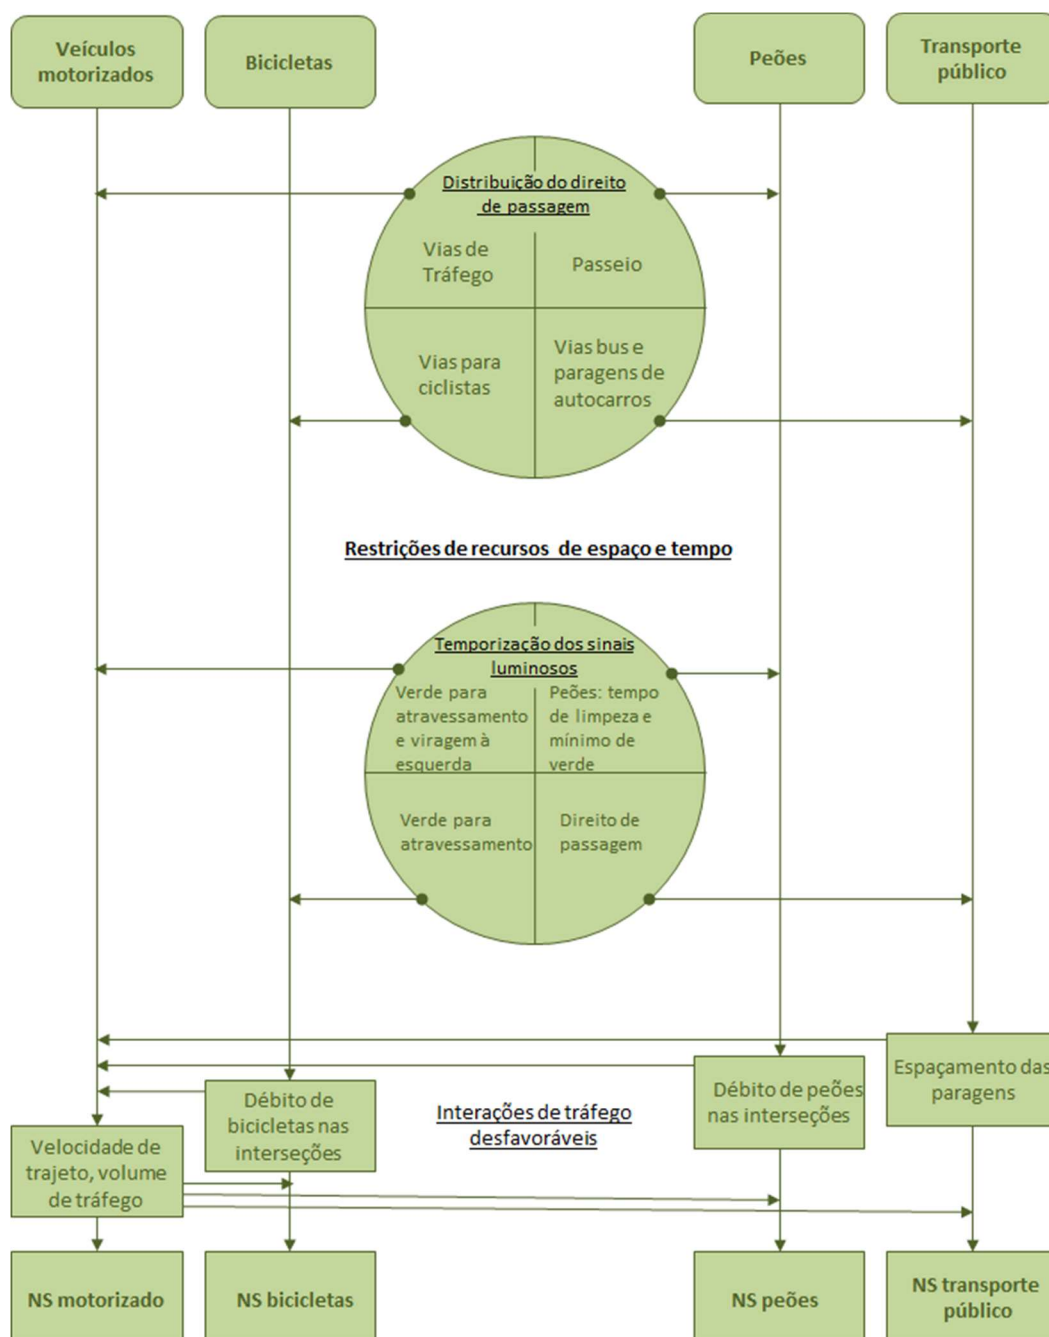 Veículos
motorizados
Bicicletas
Peões
Transporte
público
Distribuição do direito
de passagem
Vias de
Tráfego
Passeio
Vias para
ciclistas
Vias bus e
paragens de
autocarros
Restrições de recursos de espaço e tempo
Temporização dos sinais
luminosos
Verde para
atravessamento
e viragem à
esquerda
Peões: tempo
de limpeza e
mínimo de
verde
Verde para
atravessamento
Direito de
passagem
Espaçamento das
paragens
Débito de peões
nas interseções
Débito de
bicicletas nas
interseções
Interações de tráfego
desfavoráveis
Velocidade de
trajeto, volume
de tráfego
NS motorizado
NS bicicletas
NS peões
NS transporte
público